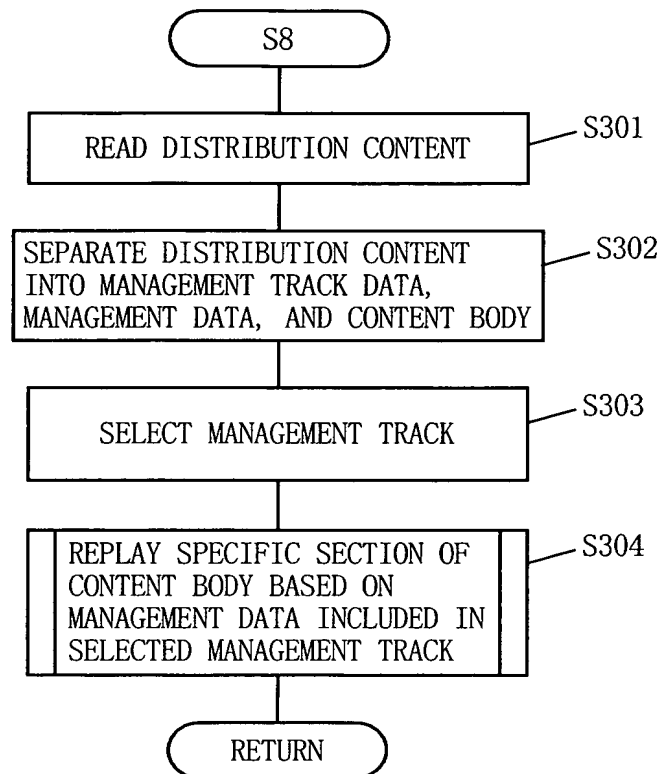 S8
READ DISTRIBUTION CONTENT
S301
SEPARATE DISTRIBUTION CONTENT
INTO MANAGEMENT TRACK DATA,
MANAGEMENT DATA, AND CONTENT BODY
S302
SELECT MANAGEMENT TRACK
S303
REPLAY SPECIFIC SECTION OF
CONTENT BODY BASED ON
MANAGEMENT DATA INCLUDED IN
SELECTED MANAGEMENT TRACK
S304
RETURN